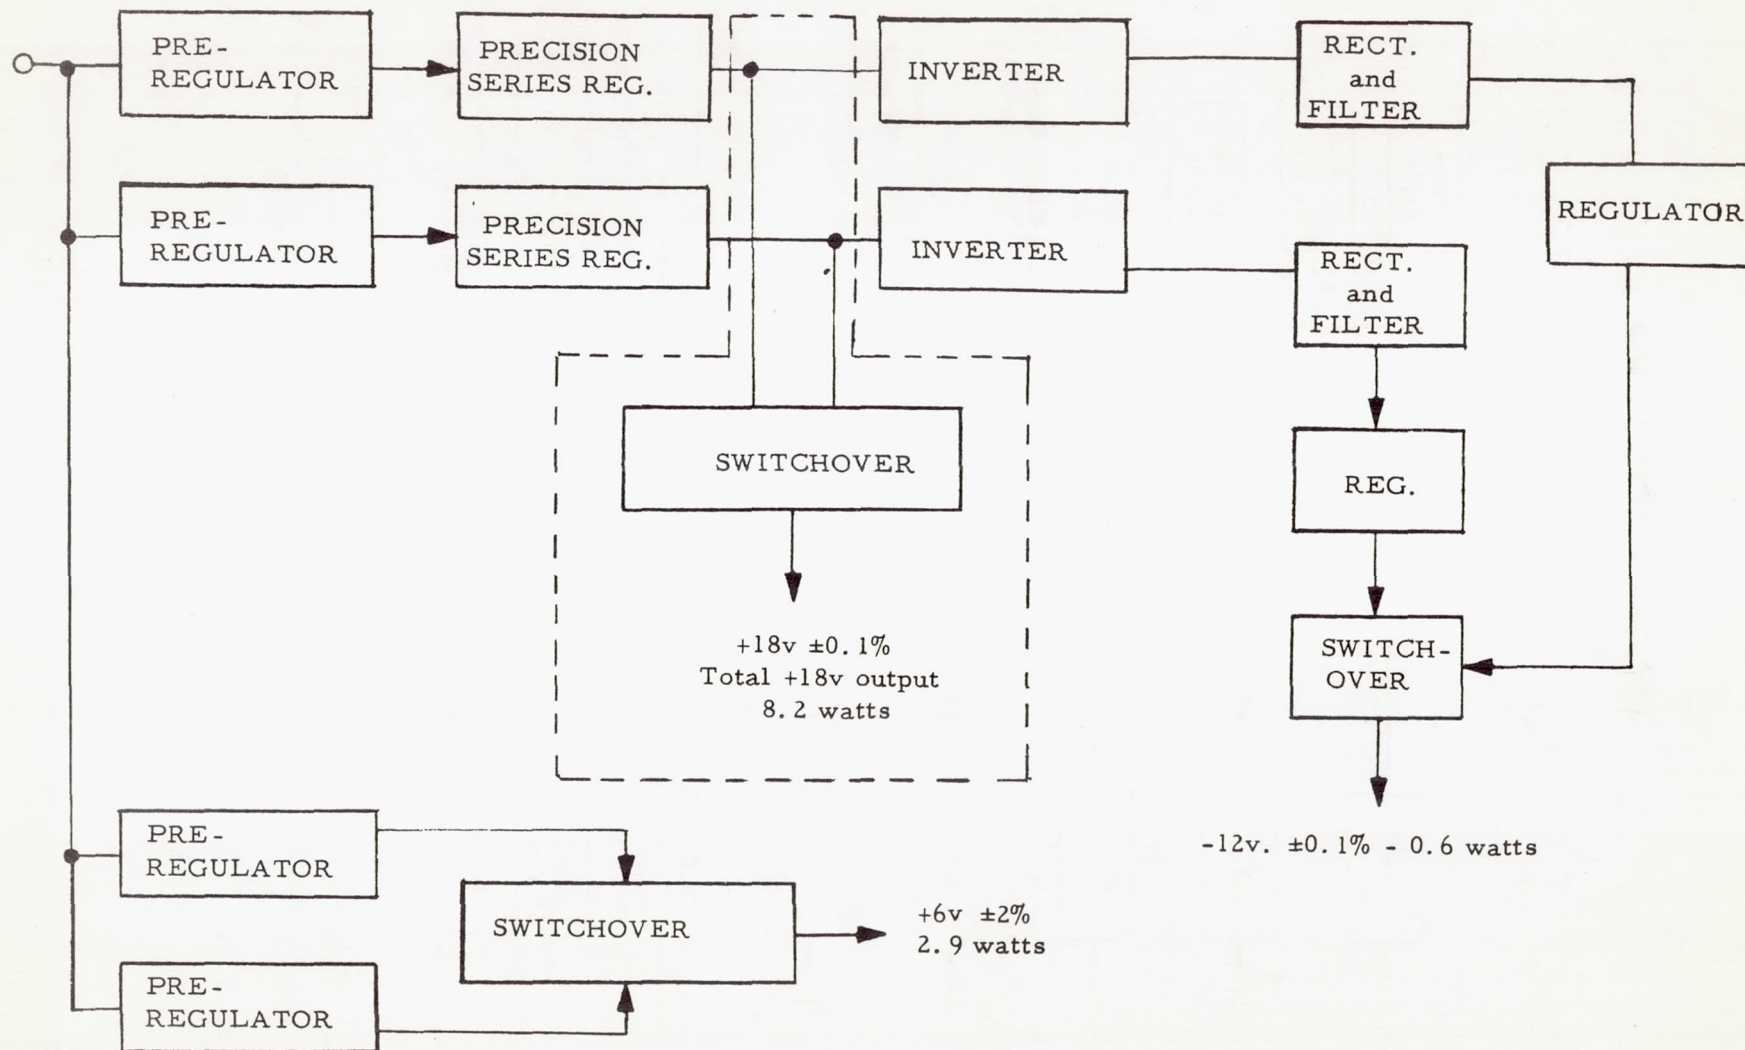 PRE-
REGULATOR
PRECISION
SERIES REG.
INVERTER
RECT.
and
FILTER
REGULATOR
PRE-
REGULATOR
PRECISION
SERIES REG.
INVERTER
RECT.
and
FILTER
SWITCHOVER
REG.
+18v ±0.1%
Total +18v output
8.2 watts
SWITCH-
OVER
-12v. ±0.1% - 0.6 watts
PRE-
REGULATOR
SWITCHOVER
+6v ±2%
2.9 watts
PRE-
REGULATOR